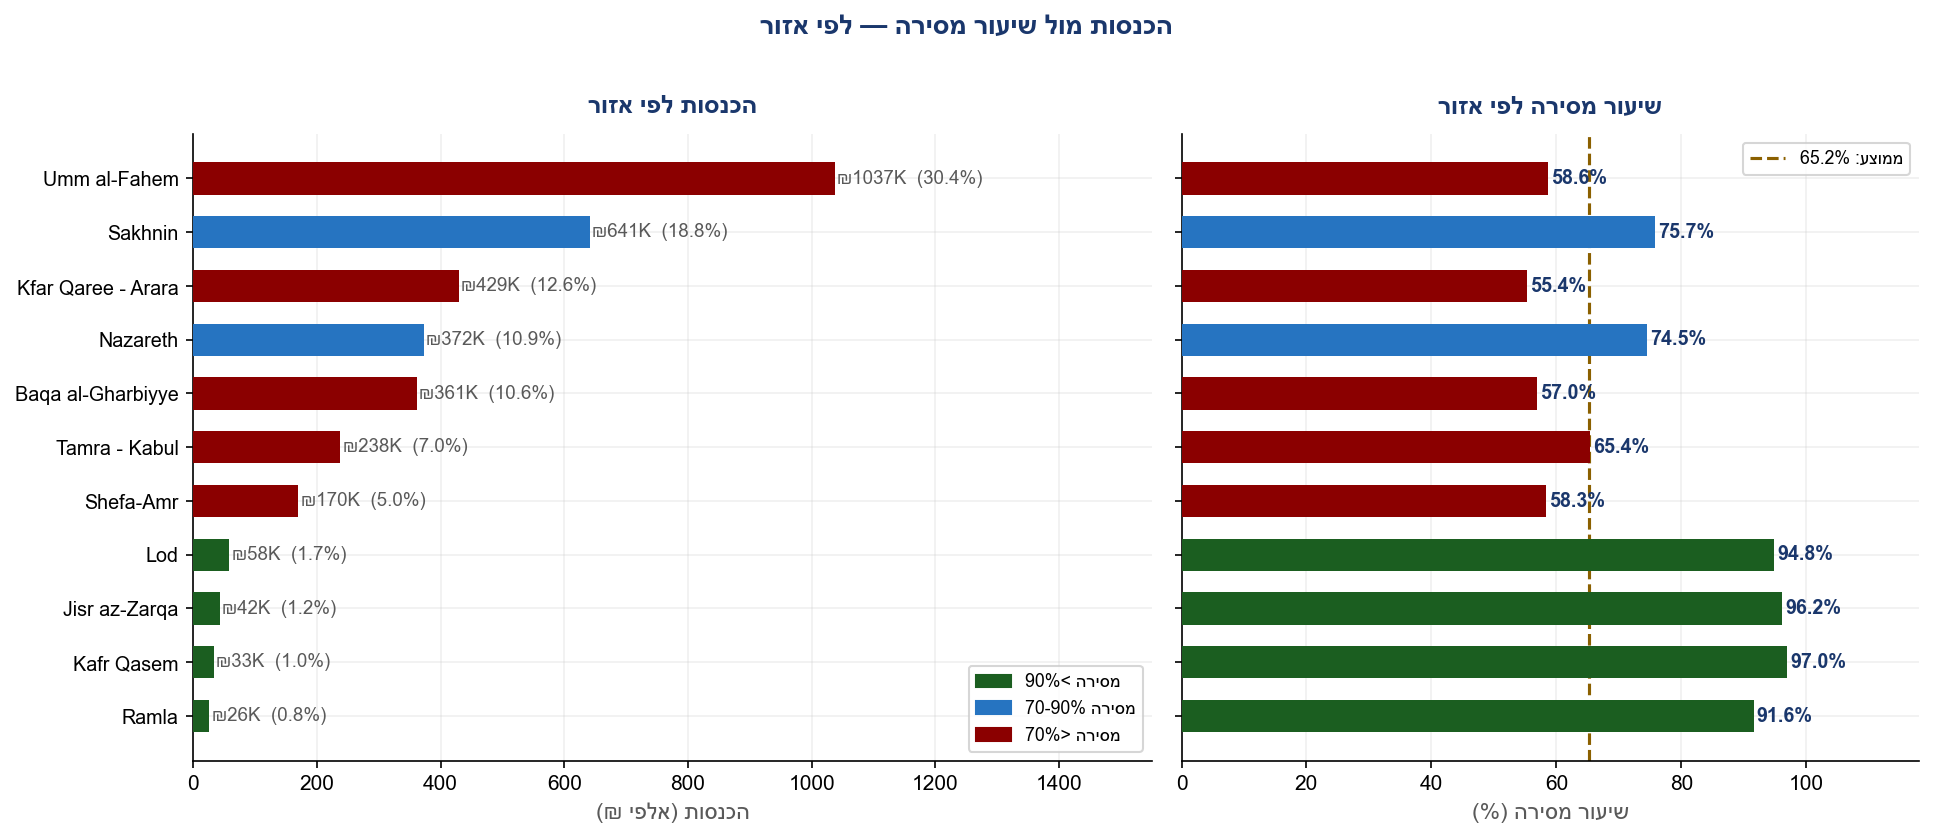 הכנסות מול שיעור מסירה — לפי אזור
הכנסות לפי אזור
Umm al-Fahem ₪1037K (30.4%)
Sakhnin ₪641K (18.8%)
Kfar Qaree - Arara ₪429K (12.6%)
Nazareth ₪372K (10.9%)
Baqa al-Gharbiyye ₪361K (10.6%)
Tamra - Kabul ₪238K (7.0%)
Shefa-Amr ₪170K (5.0%)
Lod ₪58K (1.7%)
Jisr az-Zarqa ₪42K (1.2%)
Kafr Qasem ₪33K (1.0%)
Ramla ₪26K (0.8%)
מסירה >90%
מסירה 70-90%
מסירה <70%
0 200 400 600 800 1000 1200 1400
הכנסות (אלפי ₪)
שיעור מסירה לפי אזור
ממוצע: 65.2%
58.6%
75.7%
55.4%
74.5%
57.0%
65.4%
58.3%
94.8%
96.2%
97.0%
91.6%
0 20 40 60 80 100
שיעור מסירה (%)